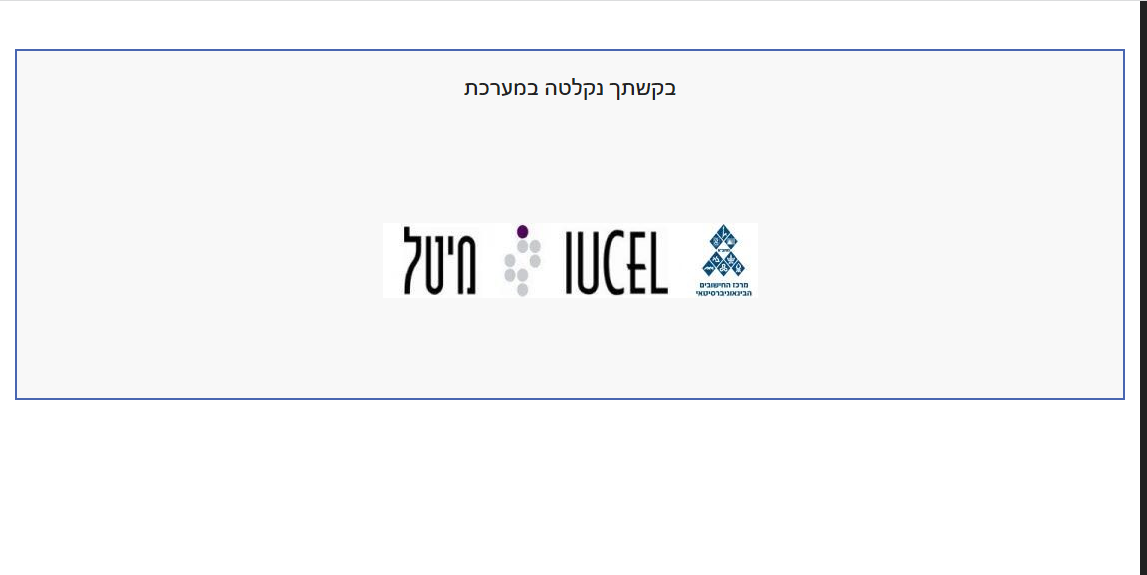 בקשתך נקלטה במערכת
מיטל IUCEL
מרכז החישובים
הבינאוניברסיטאי